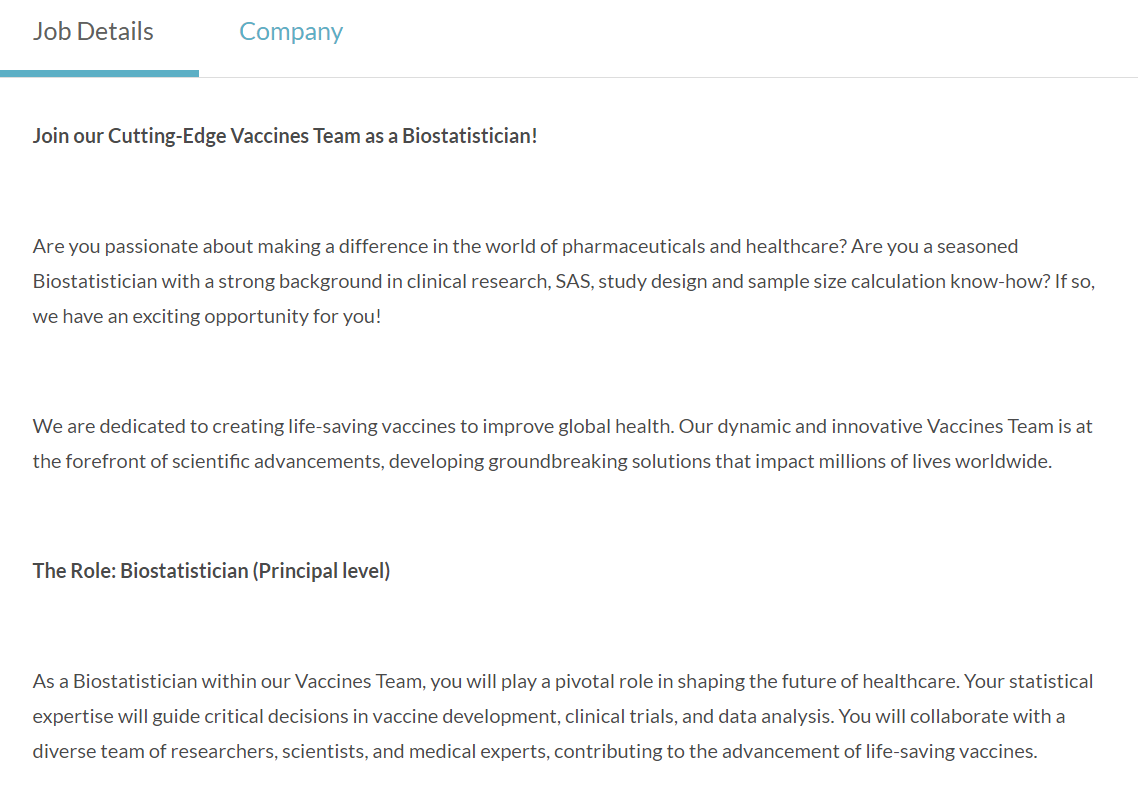 Job Details
Company
Join our Cutting-Edge Vaccines Team as a Biostatistician!
Are you passionate about making a difference in the world of pharmaceuticals and healthcare? Are you a seasoned
Biostatistician with a strong background in clinical research, SAS, study design and sample size calculation know-how? If so,
we have an exciting opportunity for you!
We are dedicated to creating life-saving vaccines to improve global health. Our dynamic and innovative Vaccines Team is at
the forefront of scientific advancements, developing groundbreaking solutions that impact millions of lives worldwide.
The Role: Biostatistician (Principal level)
As a Biostatistician within our Vaccines Team, you will play a pivotal role in shaping the future of healthcare. Your statistical
expertise will guide critical decisions in vaccine development, clinical trials, and data analysis. You will collaborate with a
diverse team of researchers, scientists, and medical experts, contributing to the advancement of life-saving vaccines.